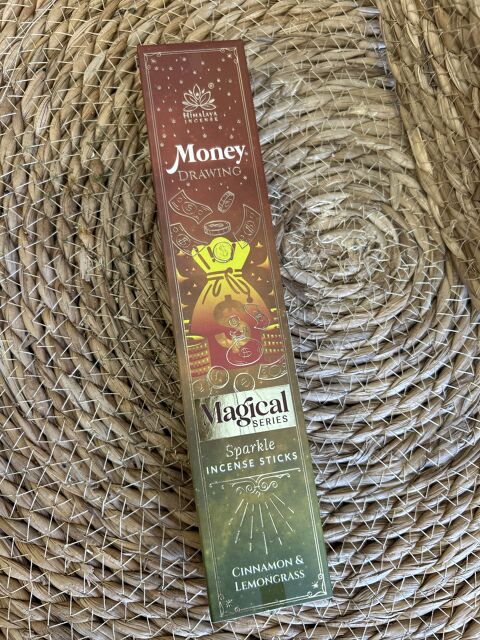 HIMALAYA
INCENSE
Money
DRAWING
Magical
SERIES
Sparkle
INCENSE STICKS
CINNAMON &
LEMONGRASS